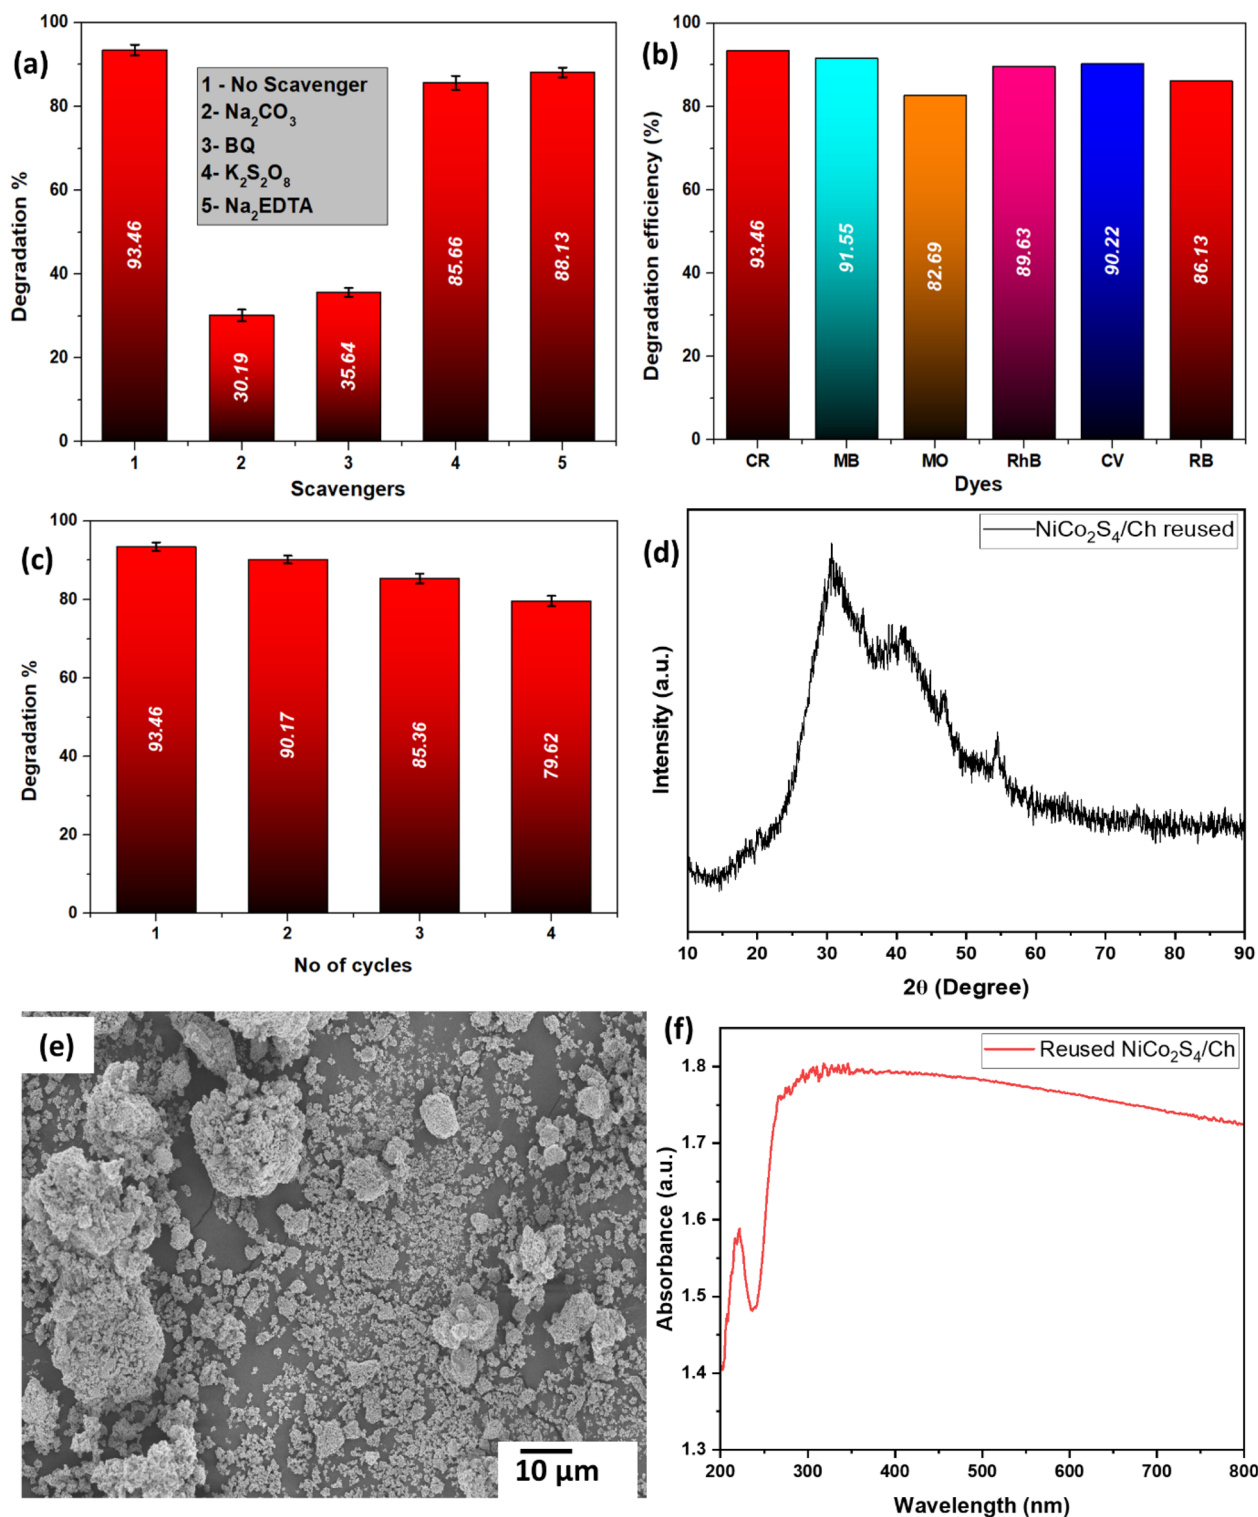 (a)
100
80
60
40
20
0
Degradation %
1 - No Scavenger
2- Na₂CO₃
3- BQ
4- K₂S₂O₈
5- Na₂EDTA
93.46
30.19
35.64
85.66
88.13
1 2 3 4 5
Scavengers
(b)
100
80
60
40
20
0
Degradation efficiency (%)
93.46
91.55
82.69
89.63
90.22
86.13
CR MB MO RhB CV RB
Dyes
(c)
100
80
60
40
20
0
Degradation %
93.46
90.17
85.36
79.62
1 2 3 4
No of cycles
(d)
NiCo₂S₄/Ch reused
Intensity (a.u.)
10 20 30 40 50 60 70 80 90
2θ (Degree)
(e)
10 µm
(f)
1.8
1.7
1.6
1.5
1.4
1.3
Absorbance (a.u.)
Reused NiCo₂S₄/Ch
200 300 400 500 600 700 800
Wavelength (nm)